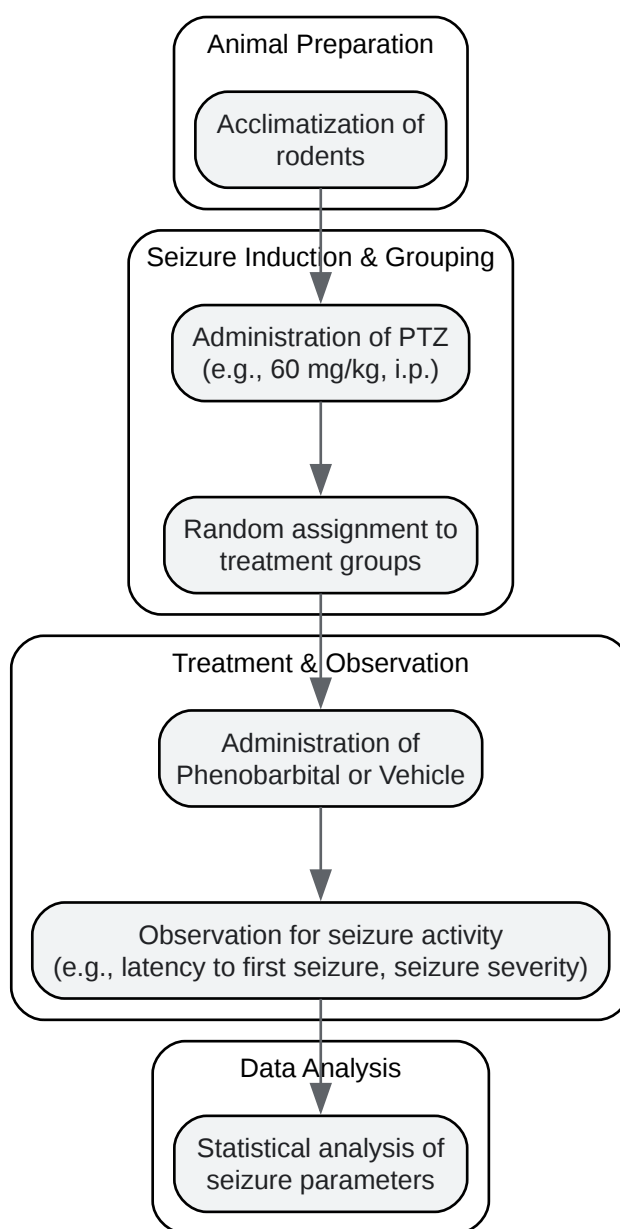 Animal Preparation
Acclimatization of
rodents
Seizure Induction & Grouping
Administration of PTZ
(e.g., 60 mg/kg, i.p.)
Random assignment to
treatment groups
Treatment & Observation
Administration of
Phenobarbital or Vehicle
Observation for seizure activity
(e.g., latency to first seizure, seizure severity)
Data Analysis
Statistical analysis of
seizure parameters